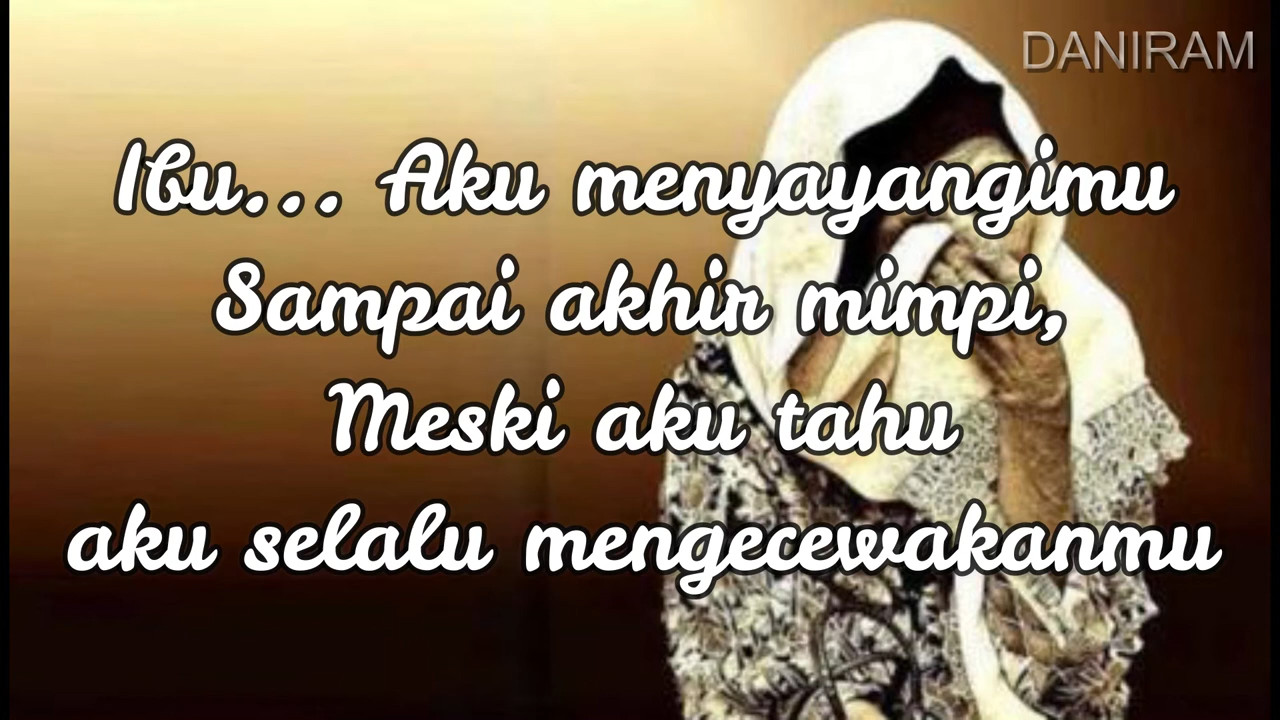 DANIRAM
Ibu... Aku menyayangimu
Sampai akhir mimpi,
Meski aku tahu
aku selalu mengecewakanmu